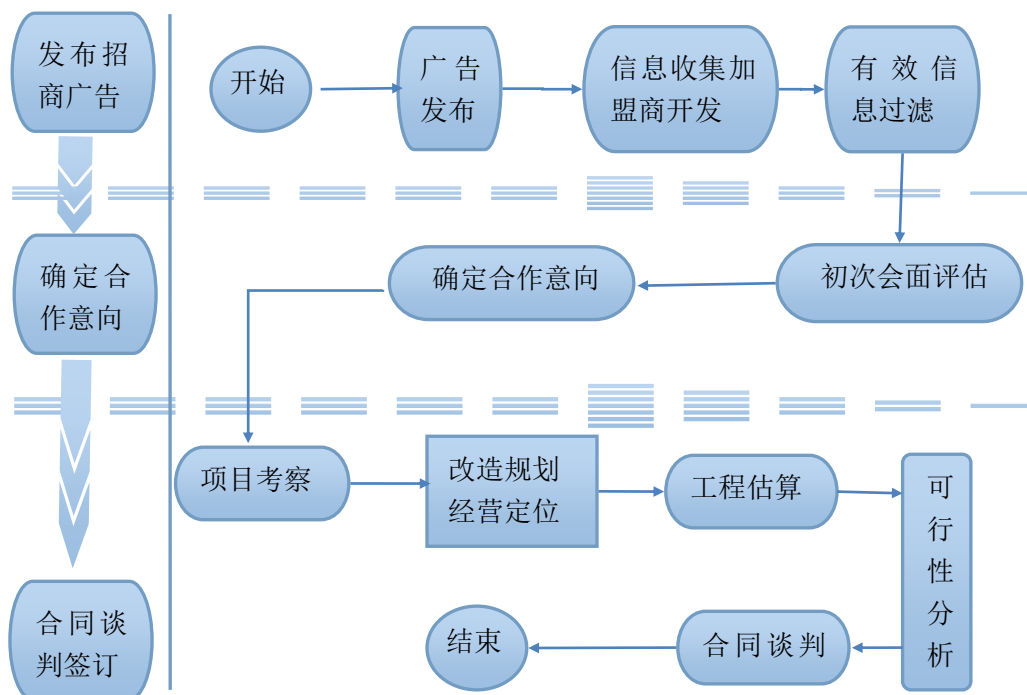 发布招
商广告
开始
广告
发布
信息收集加
盟商开发
有效信
息过滤
确定合
作意向
确定合作意向
初次会面评估
项目考察
改造规划
经营定位
工程估算
可
行
性
分
析
合同谈
判签订
结束
合同谈判